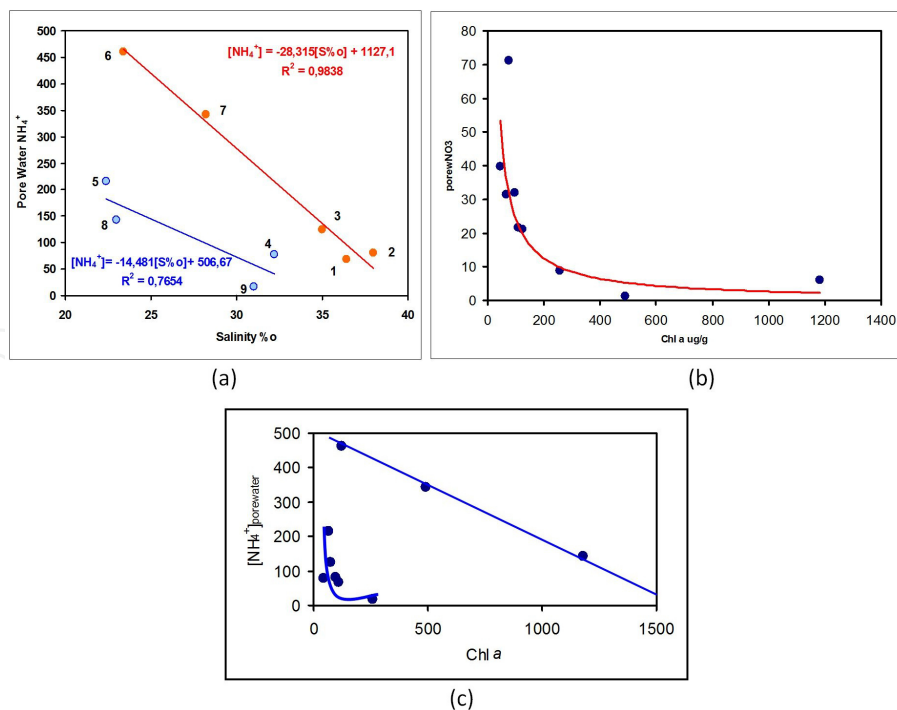 500
450
400
350
300
250
200
150
100
50
0
Pore Water NH₄⁺
6
7
5
8
3
4
2
1
9
[NH₄⁺] = -28,315[S%o] + 1127,1
R² = 0,9838
[NH₄⁺]= -14,481[S%o]+ 506,67
R² = 0,7654
20 25 30 35 40
Salinity %o
(a)
80
70
60
50
40
30
20
10
0
porewNO3
0 200 400 600 800 1000 1200 1400
Chl a ug/g
(b)
500
400
300
200
100
0
[NH4⁺]porewater
0 500 1000 1500
Chl a
(c)